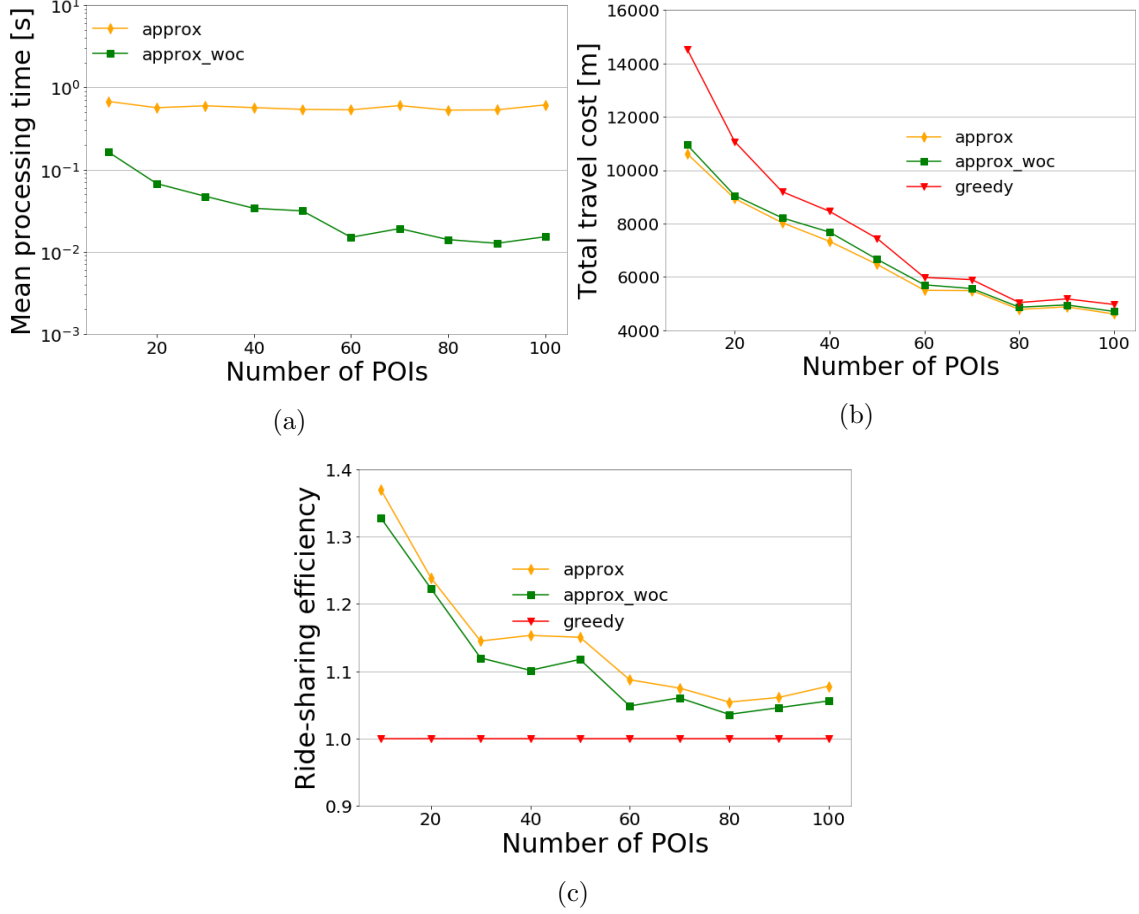 Mean processing time [s]
10^1
10^0
10^-1
10^-2
10^-3
approx
approx_woc
20 40 60 80 100
Number of POIs
(a)
Total travel cost [m]
16000
14000
12000
10000
8000
6000
4000
approx
approx_woc
greedy
20 40 60 80 100
Number of POIs
(b)
Ride-sharing efficiency
1.4
1.3
1.2
1.1
1.0
0.9
approx
approx_woc
greedy
20 40 60 80 100
Number of POIs
(c)